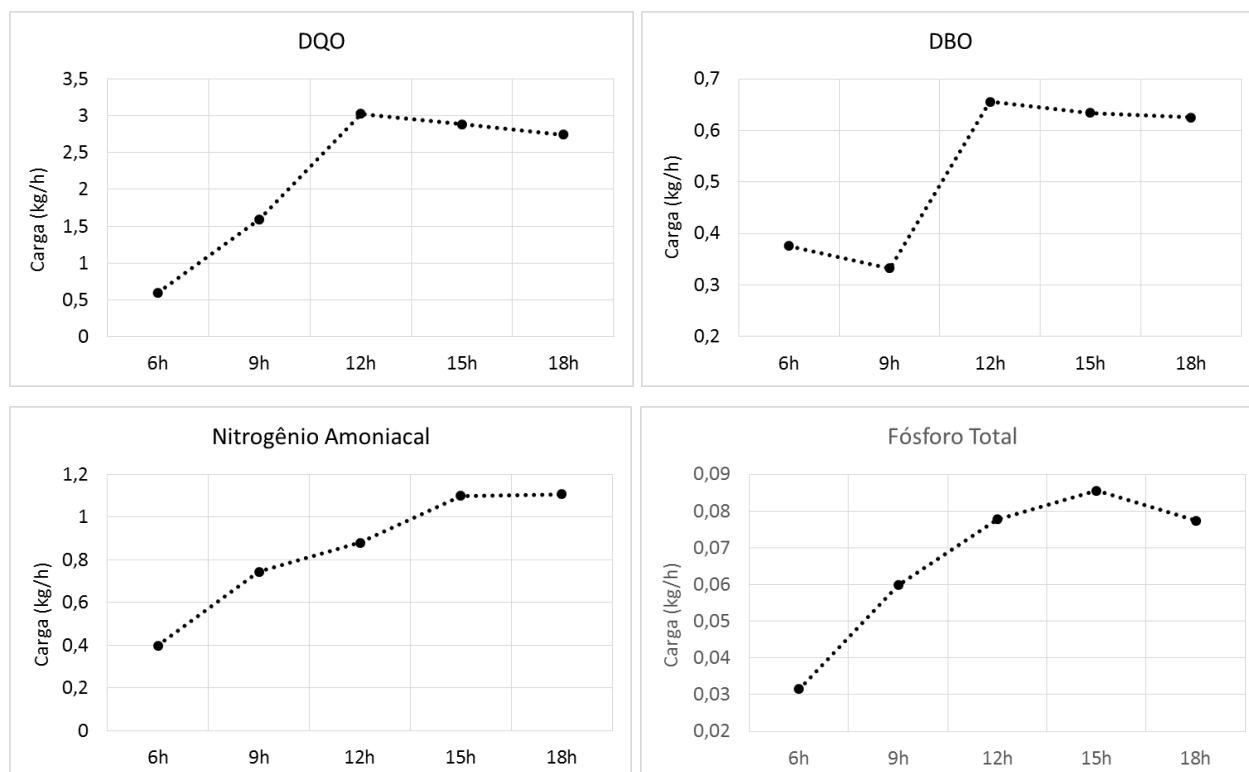 DQO
Carga (kg/h)
3,5
3
2,5
2
1,5
1
0,5
0
6h 9h 12h 15h 18h
DBO
Carga (kg/h)
0,7
0,6
0,5
0,4
0,3
0,2
6h 9h 12h 15h 18h
Nitrogênio Amoniacal
Carga (kg/h)
1,2
1
0,8
0,6
0,4
0,2
0
6h 9h 12h 15h 18h
Fósforo Total
Carga (kg/h)
0,09
0,08
0,07
0,06
0,05
0,04
0,03
0,02
6h 9h 12h 15h 18h